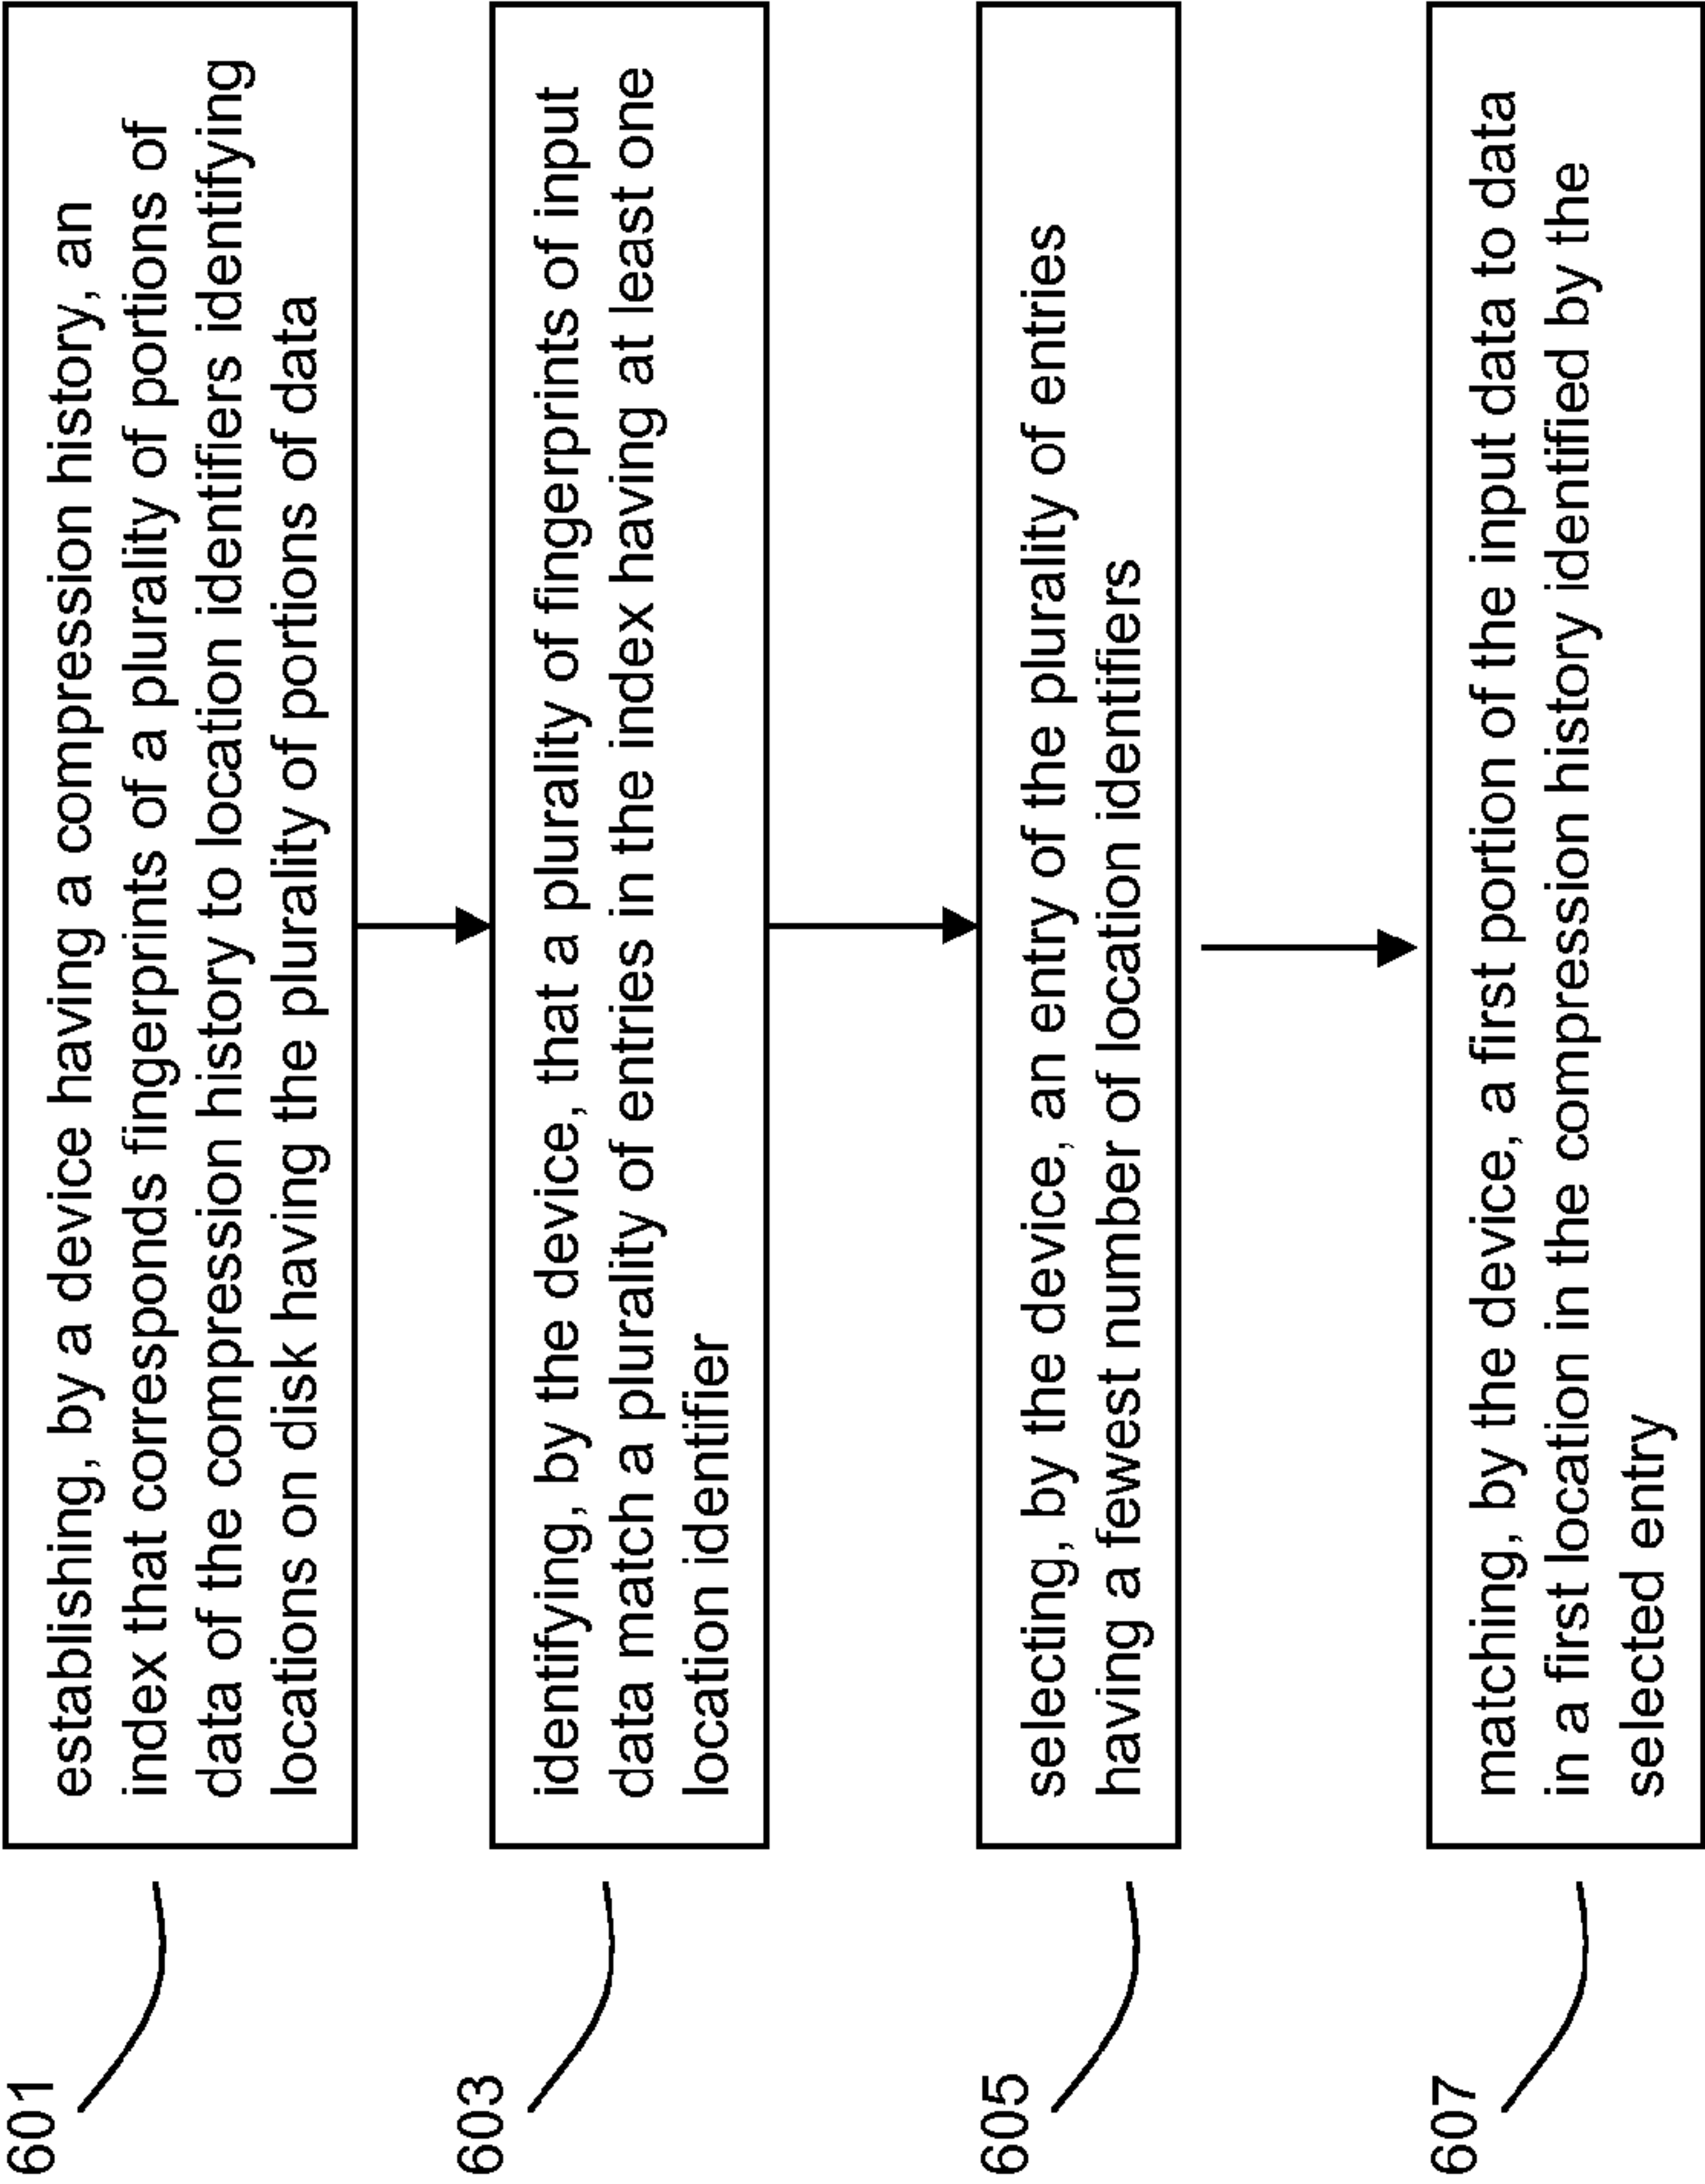 601
establishing, by a device having a compression history, an
index that corresponds fingerprints of a plurality of portions of
data of the compression history to location identifiers identifying
locations on disk having the plurality of portions of data
603
identifying, by the device, that a plurality of fingerprints of input
data match a plurality of entries in the index having at least one
location identifier
605
selecting, by the device, an entry of the plurality of entries
having a fewest number of location identifiers
607
matching, by the device, a first portion of the input data to data
in a first location in the compression history identified by the
selected entry